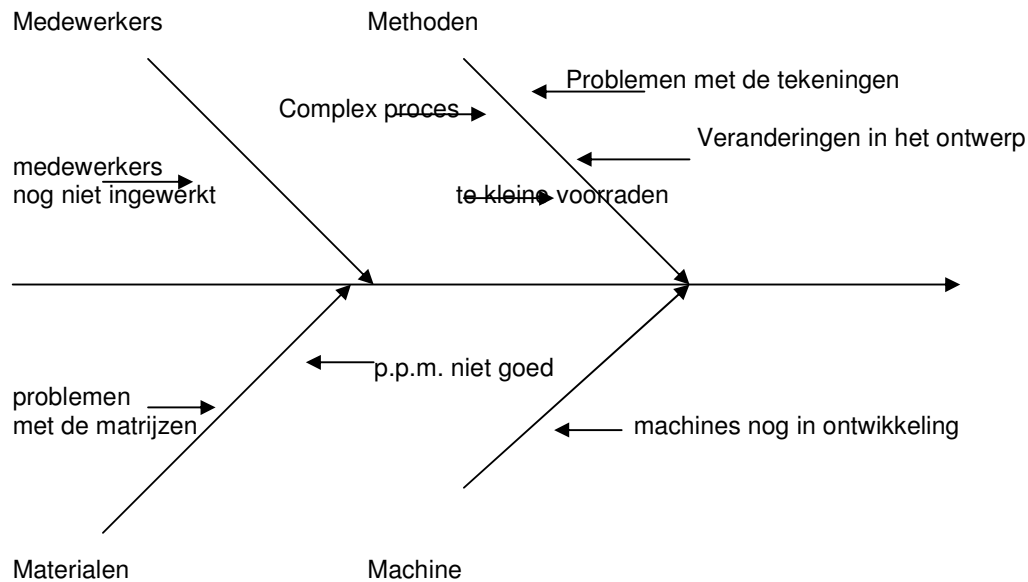 Medewerkers
Methoden
Problemen met de tekeningen
Complex proces
Veranderingen in het ontwerp
medewerkers
nog niet ingewerkt
te kleine voorraden
p.p.m. niet goed
problemen
met de matrijzen
machines nog in ontwikkeling
Materialen
Machine